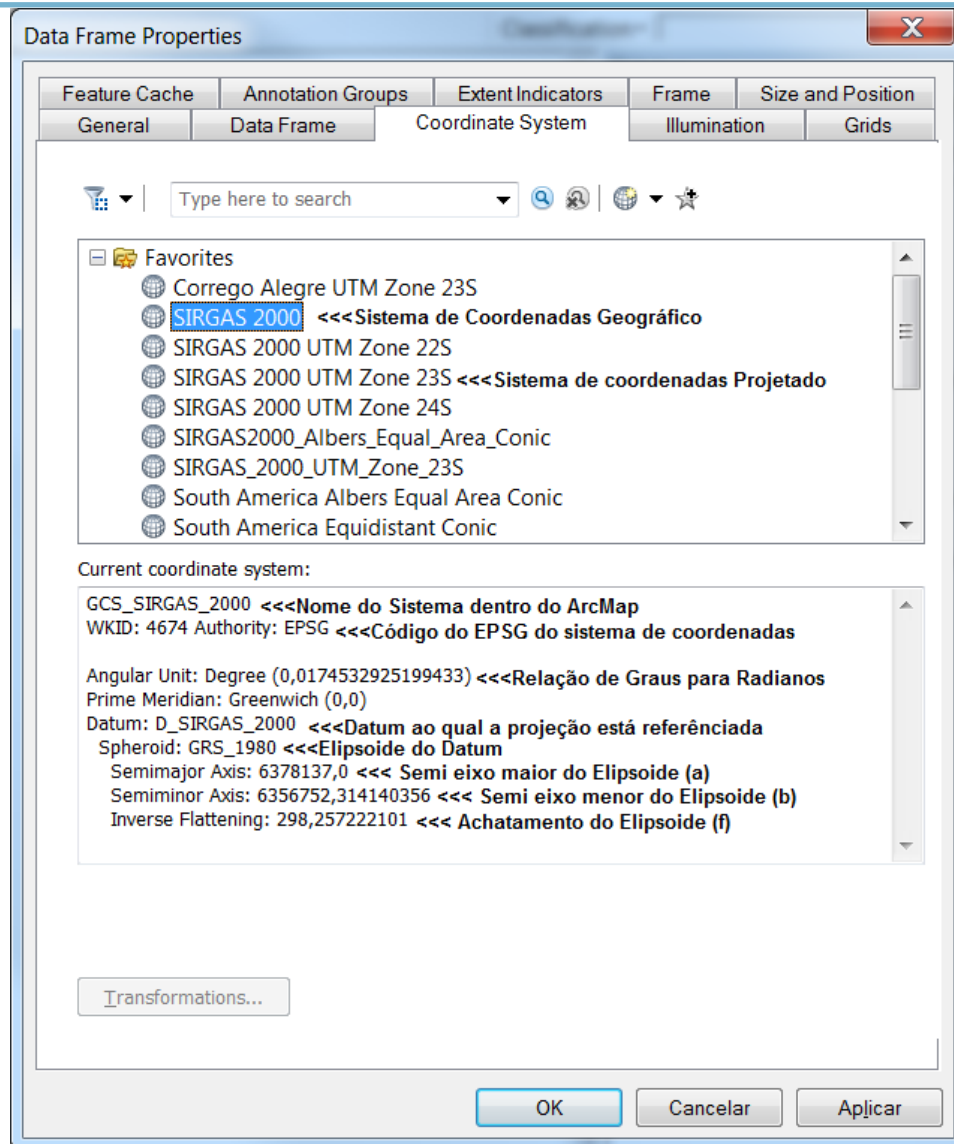 Data Frame Properties
Feature Cache Annotation Groups Extent Indicators Frame Size and Position
General Data Frame Coordinate System Illumination Grids
Type here to search
Favorites
Corrego Alegre UTM Zone 23S
SIRGAS 2000 <<<Sistema de Coordenadas Geográfico
SIRGAS 2000 UTM Zone 22S
SIRGAS 2000 UTM Zone 23S <<<Sistema de coordenadas Projetado
SIRGAS 2000 UTM Zone 24S
SIRGAS2000_Albers_Equal_Area_Conic
SIRGAS_2000_UTM_Zone_23S
South America Albers Equal Area Conic
South America Equidistant Conic
Current coordinate system:
GCS_SIRGAS_2000 <<<Nome do Sistema dentro do ArcMap
WKID: 4674 Authority: EPSG <<<Código do EPSG do sistema de coordenadas
Angular Unit: Degree (0,0174532925199433) <<<Relação de Graus para Radianos
Prime Meridian: Greenwich (0,0)
Datum: D_SIRGAS_2000 <<<Datum ao qual a projeção está referênciada
Spheroid: GRS_1980 <<<Elipsoide do Datum
Semimajor Axis: 6378137,0 <<< Semi eixo maior do Elipsoide (a)
Semiminor Axis: 6356752,314140356 <<< Semi eixo menor do Elipsoide (b)
Inverse Flattening: 298,257222101 <<< Achatamento do Elipsoide (f)
Transformations...
OK Cancelar Aplicar